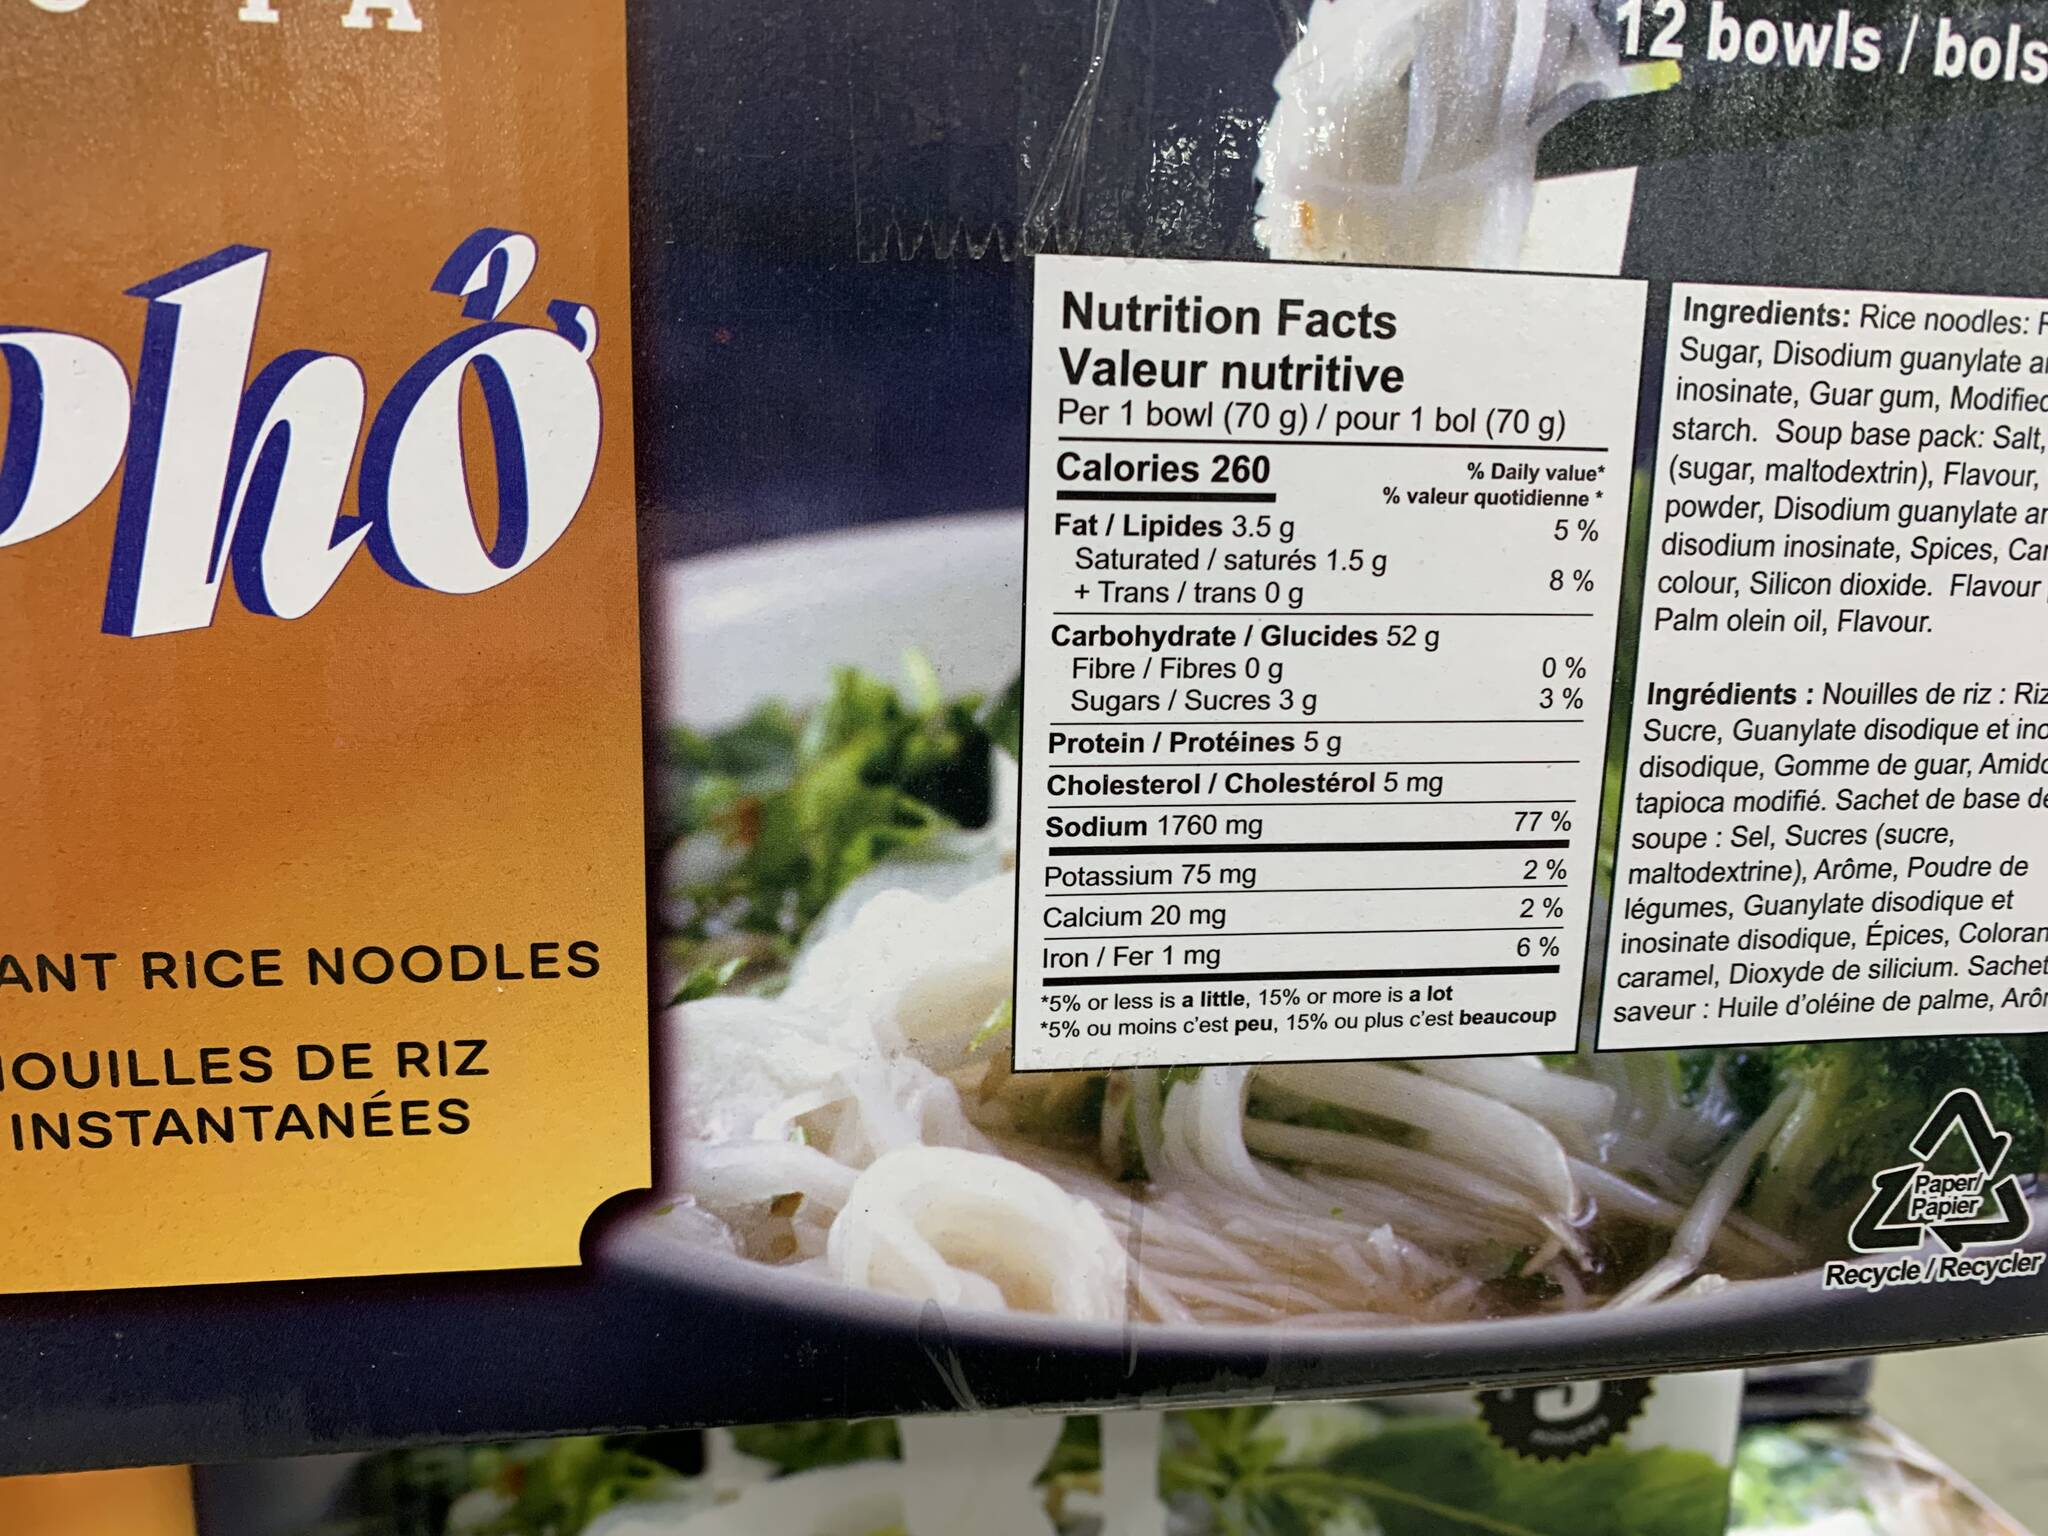 12 bowls / bols
Phở
ANT RICE NOODLES
OUILLES DE RIZ
INSTANTANÉES
Nutrition Facts
Valeur nutritive
Per 1 bowl (70 g) / pour 1 bol (70 g)
Calories 260
% Daily value*
% valeur quotidienne *
Fat / Lipides 3.5 g 5 %
Saturated / saturés 1.5 g
+ Trans / trans 0 g 8 %
Carbohydrate / Glucides 52 g
Fibre / Fibres 0 g 0 %
Sugars / Sucres 3 g 3 %
Protein / Protéines 5 g
Cholesterol / Cholestérol 5 mg
Sodium 1760 mg 77 %
Potassium 75 mg 2 %
Calcium 20 mg 2 %
Iron / Fer 1 mg 6 %
*5% or less is a little, 15% or more is a lot
*5% ou moins c'est peu, 15% ou plus c'est beaucoup
Ingredients: Rice noodles:
Sugar, Disodium guanylate
inosinate, Guar gum, Modified
starch. Soup base pack: Salt,
(sugar, maltodextrin), Flavour,
powder, Disodium guanylate
disodium inosinate, Spices,
colour, Silicon dioxide. Flavour
Palm olein oil, Flavour.
Ingrédients : Nouilles de riz : Riz
Sucre, Guanylate disodique et
disodique, Gomme de guar,
tapioca modifié. Sachet de base de
soupe : Sel, Sucres (sucre,
maltodextrine), Arôme, Poudre de
légumes, Guanylate disodique et
inosinate disodique, Épices,
caramel, Dioxyde de silicium. Sachet
saveur : Huile d'oléine de palme,
Paper/
Papier
Recycle / Recycler